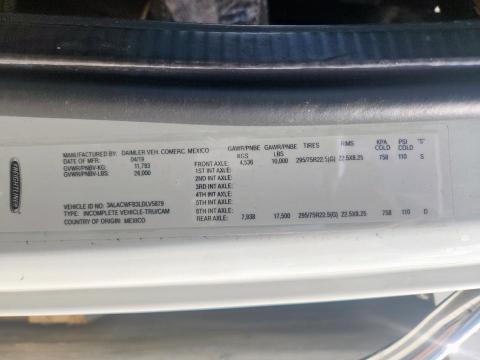 FREIGHTLINER
MANUFACTURED BY: DAIMLER VEH. COMERC. MEXICO
DATE OF MFR: 04/19
GVWR/PNBV-KG: 11,793
GVWR/PNBV-LBS: 26,000
VEHICLE ID NUMBER: 3ALACWFB3LDLV5879
TYPE: INCOMPLETE VEHICLE-TRU/CAM
COUNTRY OF ORIGIN: MEXICO
GAWR/PNBE GAWR/PNBE TIRES RIMS KPA PSI "S"
KGS LBS COLD COLD
FRONT AXLE: 4,536 10,000 295/75R22.5(G) 22.5X8.25 758 110 S
1ST INT AXLE:
2ND INT AXLE:
3RD INT AXLE:
4TH INT AXLE:
5TH INT AXLE:
6TH INT AXLE:
REAR AXLE: 7,938 17,500 295/75R22.5(G) 22.5X8.25 758 110 D